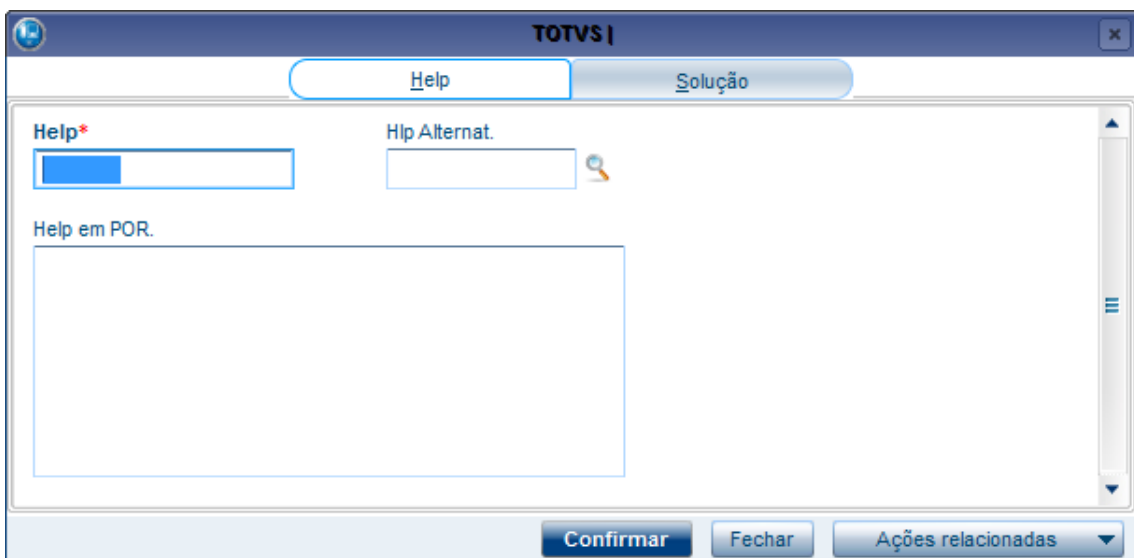 TOTVS |
Help Solução
Help* Hlp Alternat.
Help em POR.
Confirmar Fechar Ações relacionadas